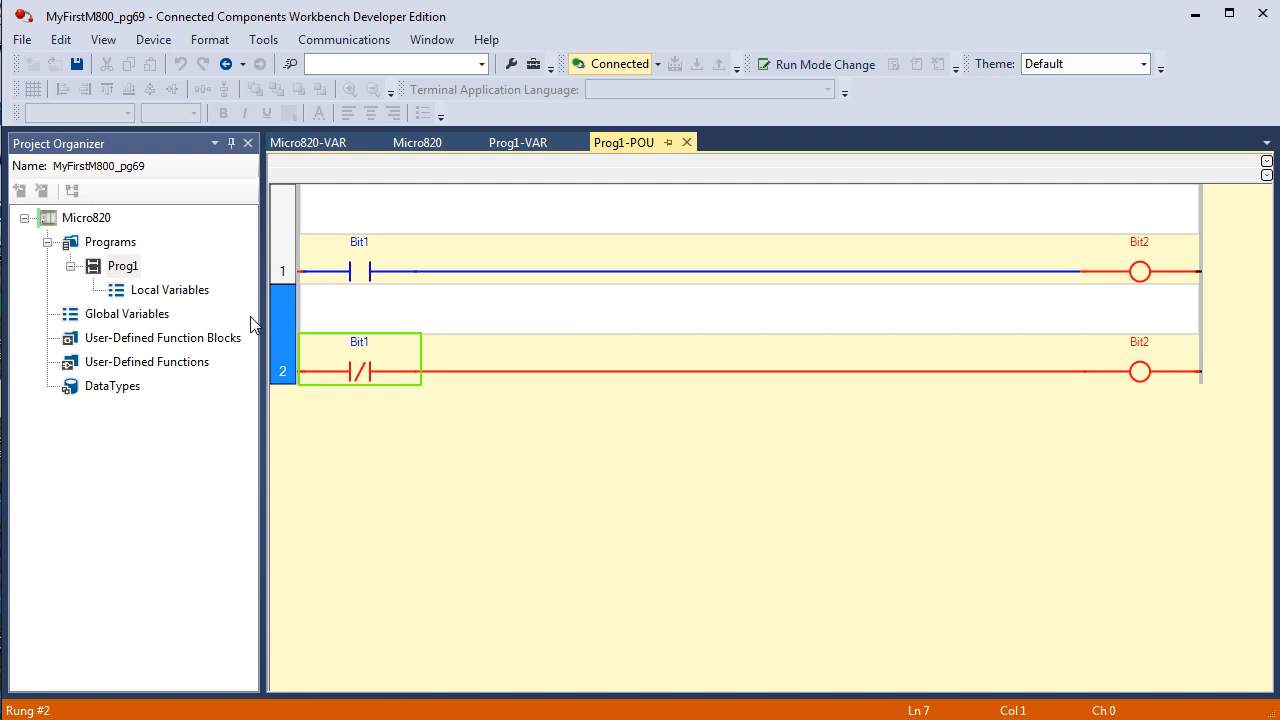 MyFirstM800_pg69 - Connected Components Workbench Developer Edition
File Edit View Device Format Tools Communications Window Help
Connected Run Mode Change Theme: Default
Terminal Application Language:
B I U A
Project Organizer Micro820-VAR Micro820 Prog1-VAR Prog1-POU
Name: MyFirstM800_pg69
Micro820
Programs
Prog1
Local Variables
Global Variables
User-Defined Function Blocks
User-Defined Functions
DataTypes
Bit1 Bit2
1
Bit1 Bit2
2
Rung #2 Ln 7 Col 1 Ch 0